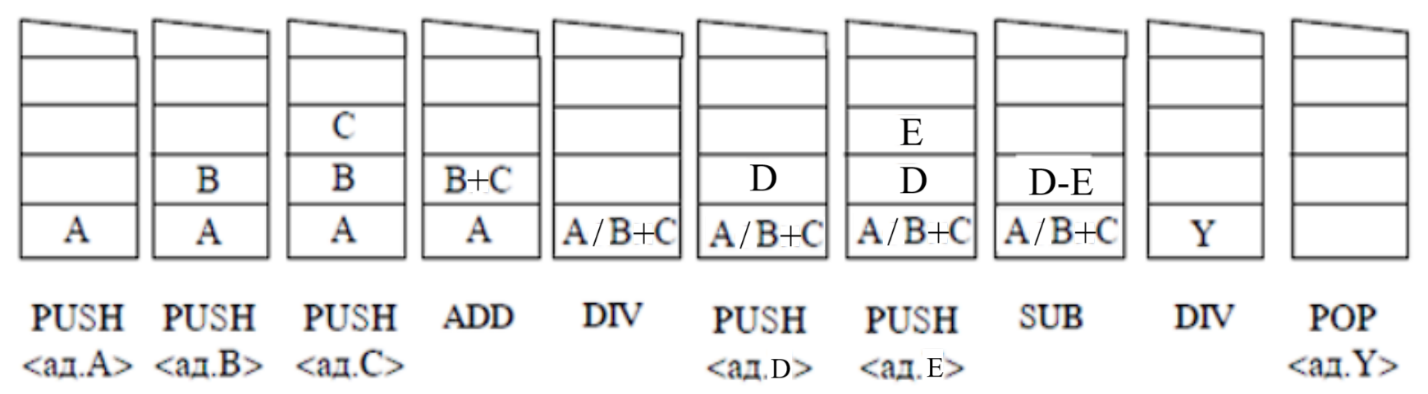 C E
B B B+C D D D-E
A A A A A/B+C A/B+C A/B+C A/B+C Y
PUSH PUSH PUSH ADD DIV PUSH PUSH SUB DIV POP
<ад.A> <ад.B> <ад.C> <ад.D> <ад.E> <ад.Y>